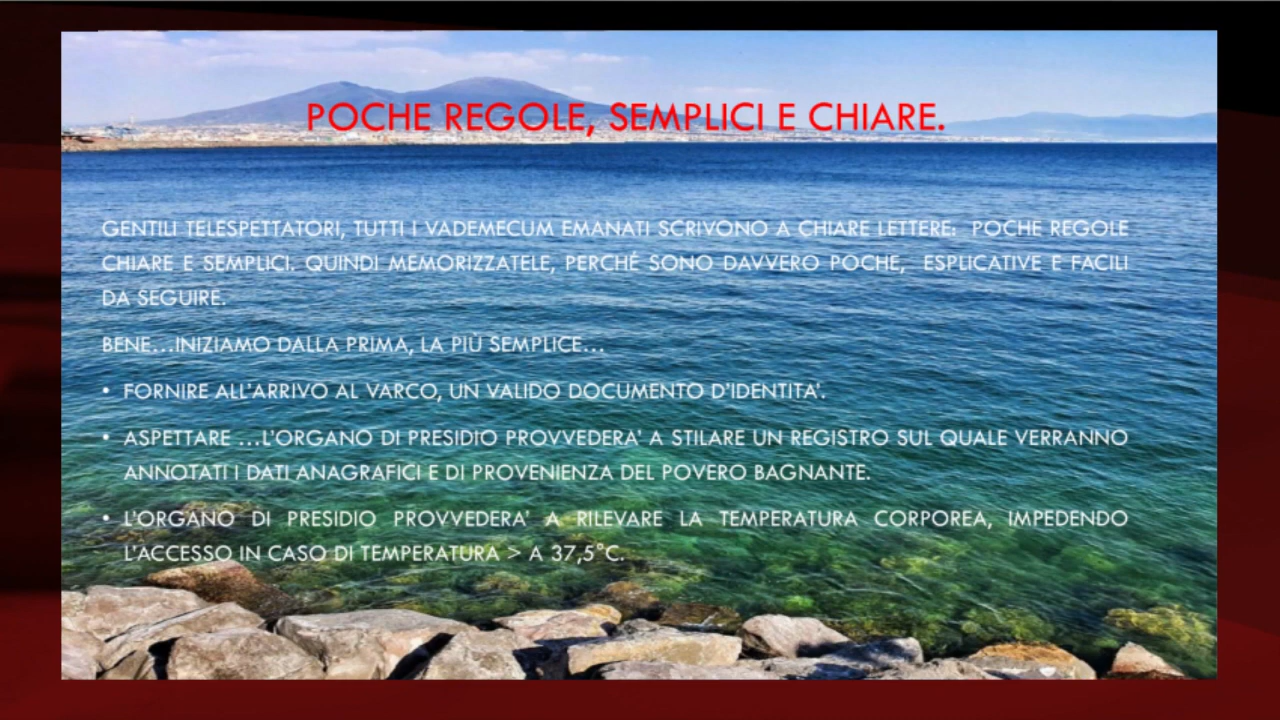 POCHE REGOLE, SEMPLICI E CHIARE.
GENTILI TELESPETTATORI, TUTTI I VADEMECUM EMANATI SCRIVONO A CHIARE LETTERE: POCHE REGOLE
CHIARE E SEMPLICI. QUINDI MEMORIZZATELE, PERCHÉ SONO DAVVERO POCHE, ESPLICATIVE E FACILI
DA SEGUIRE.
BENE...INIZIAMO DALLA PRIMA, LA PIÙ SEMPLICE...
• FORNIRE ALL'ARRIVO AL VARCO, UN VALIDO DOCUMENTO D'IDENTITA'.
• ASPETTARE ...L'ORGANO DI PRESIDIO PROVVEDERA' A STILARE UN REGISTRO SUL QUALE VERRANNO
ANNOTATI I DATI ANAGRAFICI E DI PROVENIENZA DEL POVERO BAGNANTE.
• L'ORGANO DI PRESIDIO PROVVEDERA' A RILEVARE LA TEMPERATURA CORPOREA, IMPEDENDO
L'ACCESSO IN CASO DI TEMPERATURA > A 37,5°C.